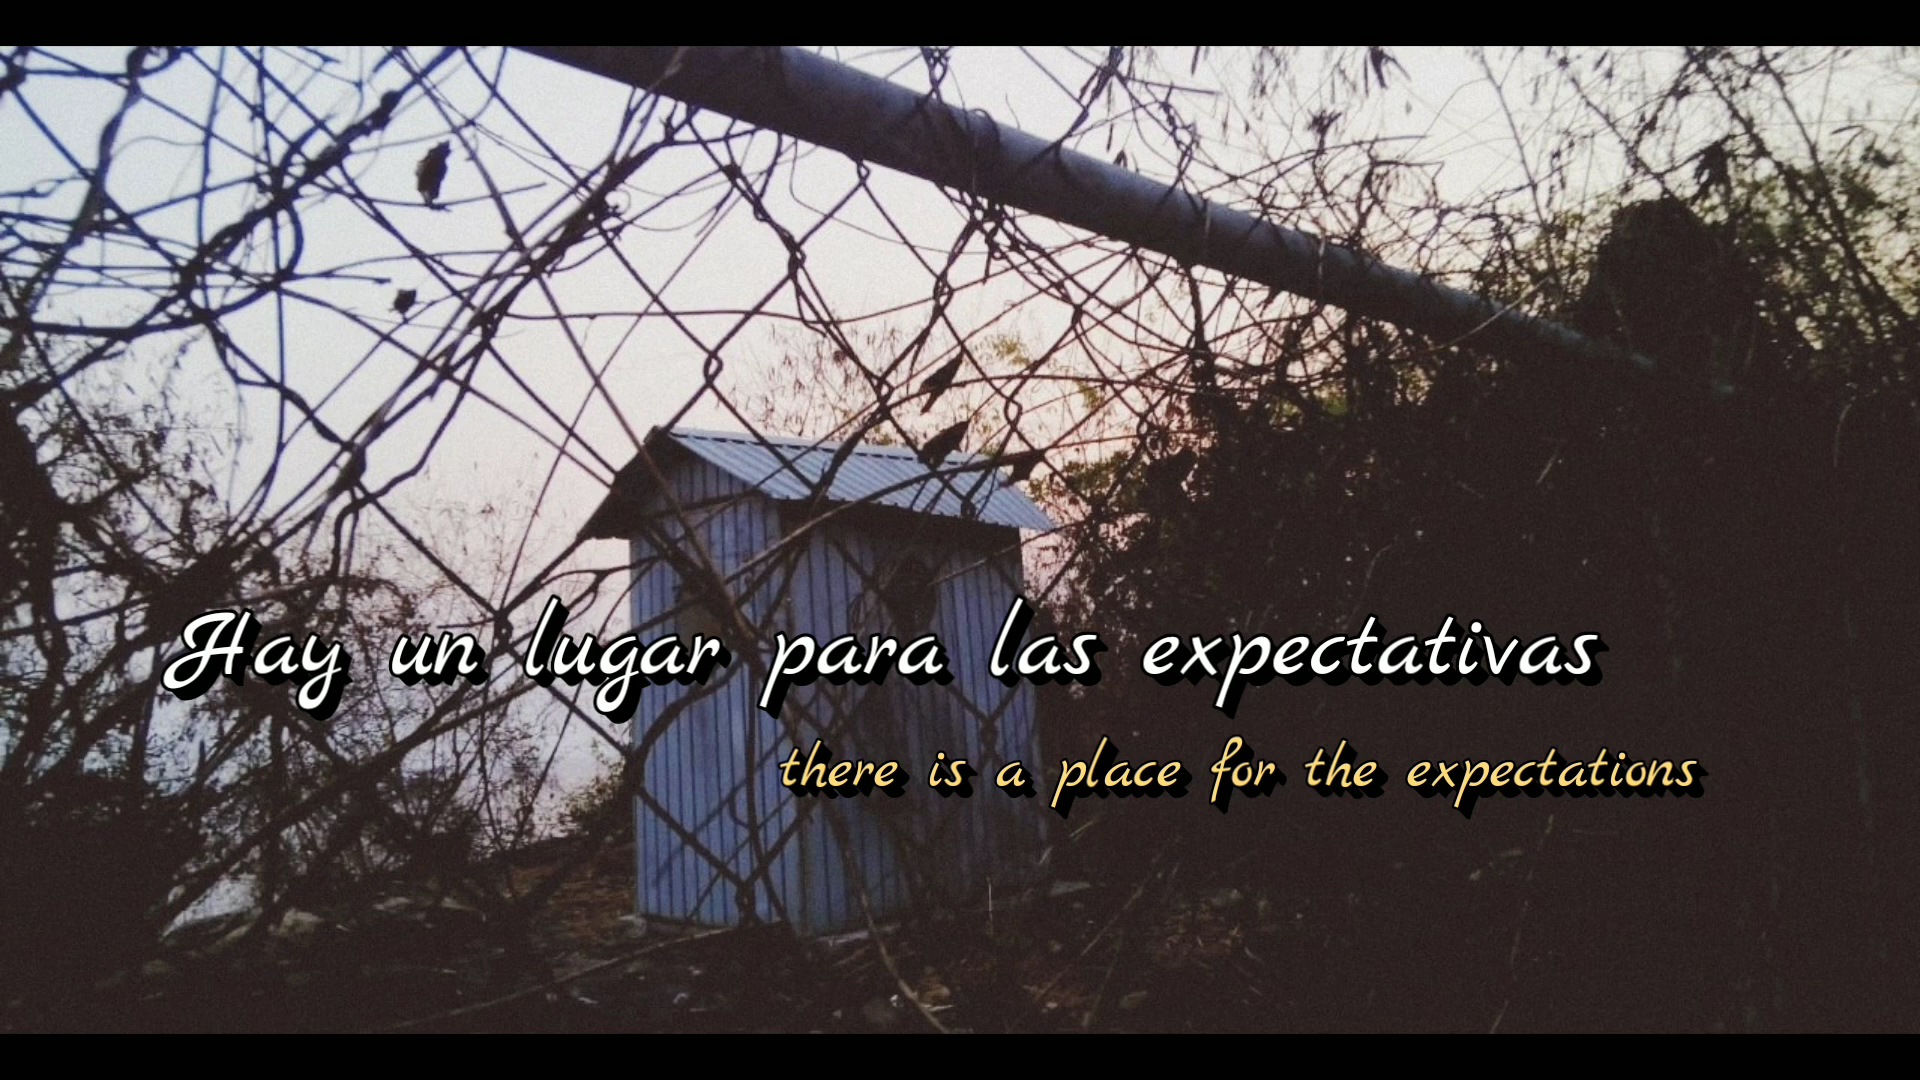 Hay un lugar para las expectativas
there is a place for the expectations